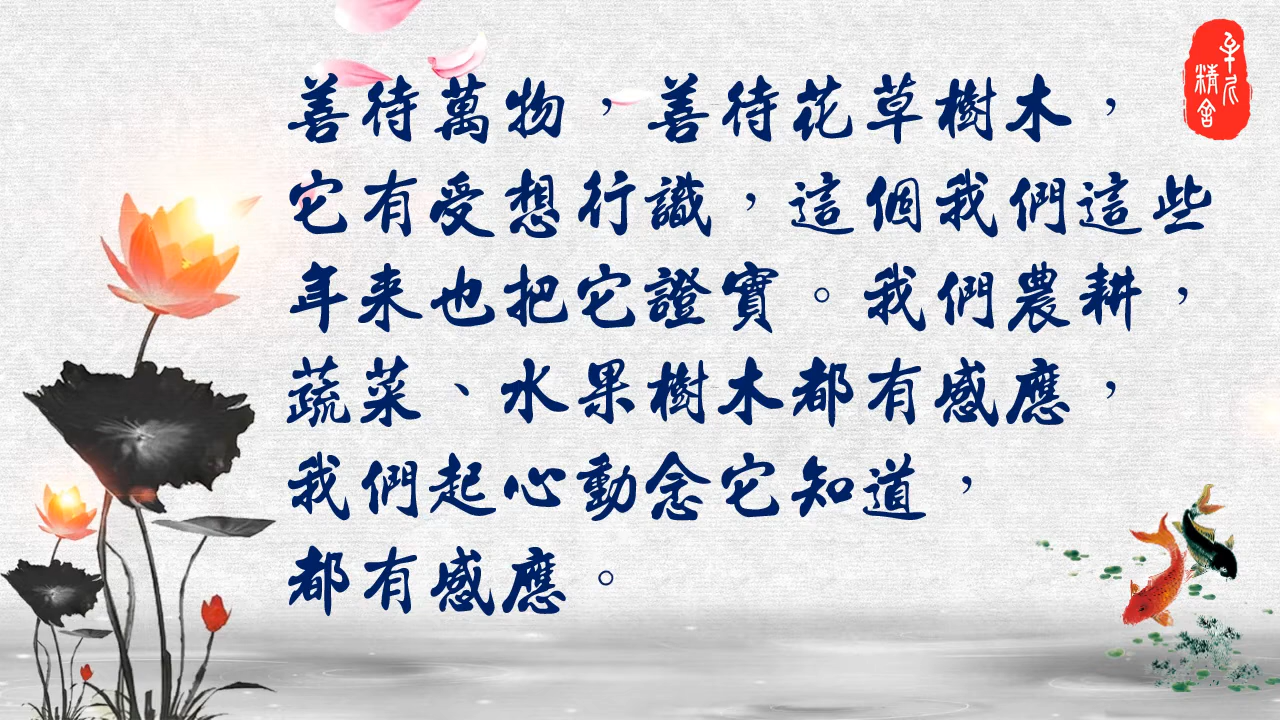 善待萬物，善待花草樹木，
它有受想行識，這個我們這些
年来也把它證實。我們農耕，
蔬菜、水果樹木都有感應，
我們起心動念它知道，
都有感應。
精舍